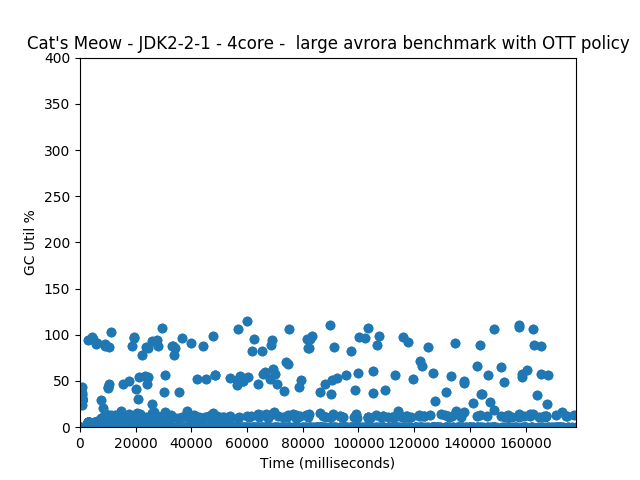 Cat's Meow - JDK2-2-1 - 4core -  large avrora benchmark with OTT policy
400
350
300
250
200
150
100
50
0
GC Util %
0 20000 40000 60000 80000 100000 120000 140000 160000
Time (milliseconds)